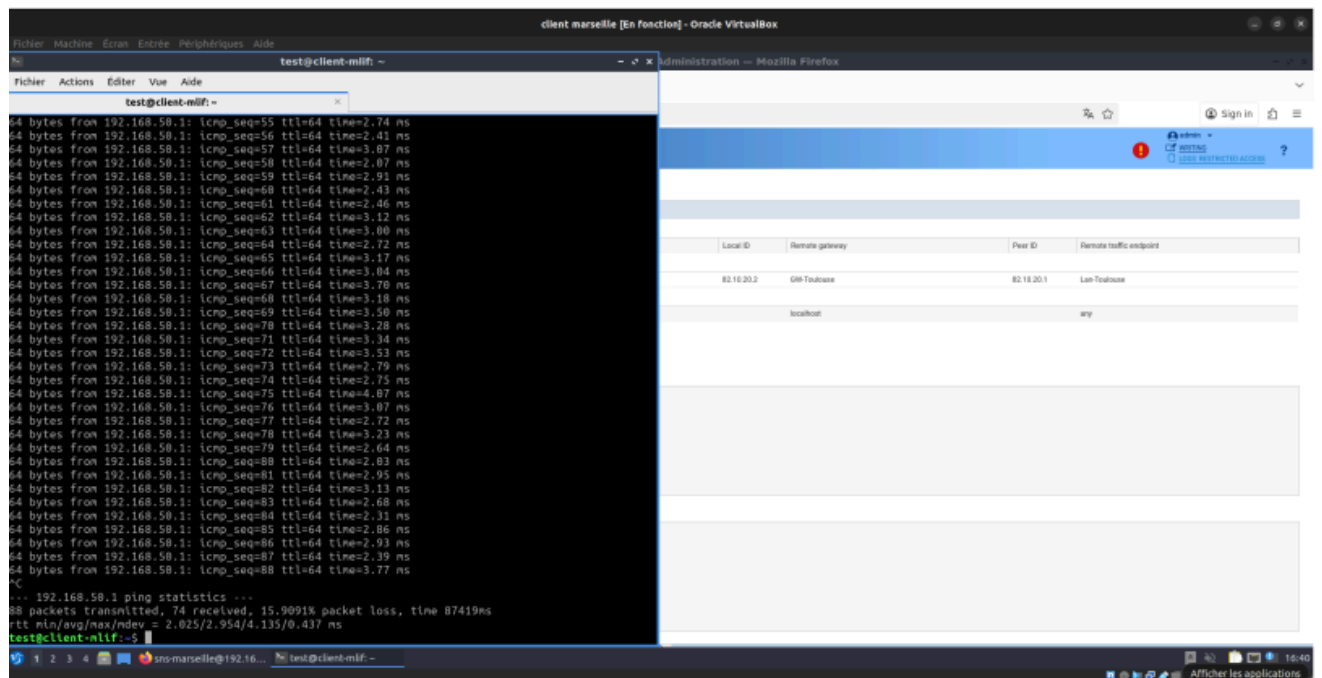 client marseille [En fonction] - Oracle VirtualBox
Fichier Machine Écran Entrée Périphériques Aide
test@client-mlif: ~
Administration — Mozilla Firefox
Fichier Actions Éditer Vue Aide
test@client-mlif: ~
Sign in
admin
WRITING
LOGS: RESTRICTED ACCESS
Local ID Remote gateway Peer ID Remote traffic endpoint
82.10.20.2 GW-Toulouse 82.10.20.1 Lan-Toulouse
localhost any
64 bytes from 192.168.50.1: icmp_seq=55 ttl=64 time=2.74 ms
64 bytes from 192.168.50.1: icmp_seq=56 ttl=64 time=2.41 ms
64 bytes from 192.168.50.1: icmp_seq=57 ttl=64 time=3.07 ms
64 bytes from 192.168.50.1: icmp_seq=58 ttl=64 time=2.07 ms
64 bytes from 192.168.50.1: icmp_seq=59 ttl=64 time=2.91 ms
64 bytes from 192.168.50.1: icmp_seq=60 ttl=64 time=2.43 ms
64 bytes from 192.168.50.1: icmp_seq=61 ttl=64 time=2.46 ms
64 bytes from 192.168.50.1: icmp_seq=62 ttl=64 time=3.12 ms
64 bytes from 192.168.50.1: icmp_seq=63 ttl=64 time=3.00 ms
64 bytes from 192.168.50.1: icmp_seq=64 ttl=64 time=2.72 ms
64 bytes from 192.168.50.1: icmp_seq=65 ttl=64 time=3.17 ms
64 bytes from 192.168.50.1: icmp_seq=66 ttl=64 time=3.04 ms
64 bytes from 192.168.50.1: icmp_seq=67 ttl=64 time=3.70 ms
64 bytes from 192.168.50.1: icmp_seq=68 ttl=64 time=3.18 ms
64 bytes from 192.168.50.1: icmp_seq=69 ttl=64 time=3.50 ms
64 bytes from 192.168.50.1: icmp_seq=70 ttl=64 time=3.28 ms
64 bytes from 192.168.50.1: icmp_seq=71 ttl=64 time=3.34 ms
64 bytes from 192.168.50.1: icmp_seq=72 ttl=64 time=3.53 ms
64 bytes from 192.168.50.1: icmp_seq=73 ttl=64 time=2.79 ms
64 bytes from 192.168.50.1: icmp_seq=74 ttl=64 time=2.75 ms
64 bytes from 192.168.50.1: icmp_seq=75 ttl=64 time=4.07 ms
64 bytes from 192.168.50.1: icmp_seq=76 ttl=64 time=3.07 ms
64 bytes from 192.168.50.1: icmp_seq=77 ttl=64 time=2.72 ms
64 bytes from 192.168.50.1: icmp_seq=78 ttl=64 time=3.23 ms
64 bytes from 192.168.50.1: icmp_seq=79 ttl=64 time=2.64 ms
64 bytes from 192.168.50.1: icmp_seq=80 ttl=64 time=2.83 ms
64 bytes from 192.168.50.1: icmp_seq=81 ttl=64 time=2.95 ms
64 bytes from 192.168.50.1: icmp_seq=82 ttl=64 time=3.13 ms
64 bytes from 192.168.50.1: icmp_seq=83 ttl=64 time=2.68 ms
64 bytes from 192.168.50.1: icmp_seq=84 ttl=64 time=2.31 ms
64 bytes from 192.168.50.1: icmp_seq=85 ttl=64 time=2.86 ms
64 bytes from 192.168.50.1: icmp_seq=86 ttl=64 time=2.93 ms
64 bytes from 192.168.50.1: icmp_seq=87 ttl=64 time=2.39 ms
64 bytes from 192.168.50.1: icmp_seq=88 ttl=64 time=3.77 ms
^C
--- 192.168.50.1 ping statistics ---
88 packets transmitted, 74 received, 15.9091% packet loss, time 87419ms
rtt min/avg/max/mdev = 2.025/2.954/4.135/0.437 ms
test@client-mlif:~$
1 2 3 4 sns-marseille@192.16... test@client-mlif: ~ 16:40
Afficher les applications